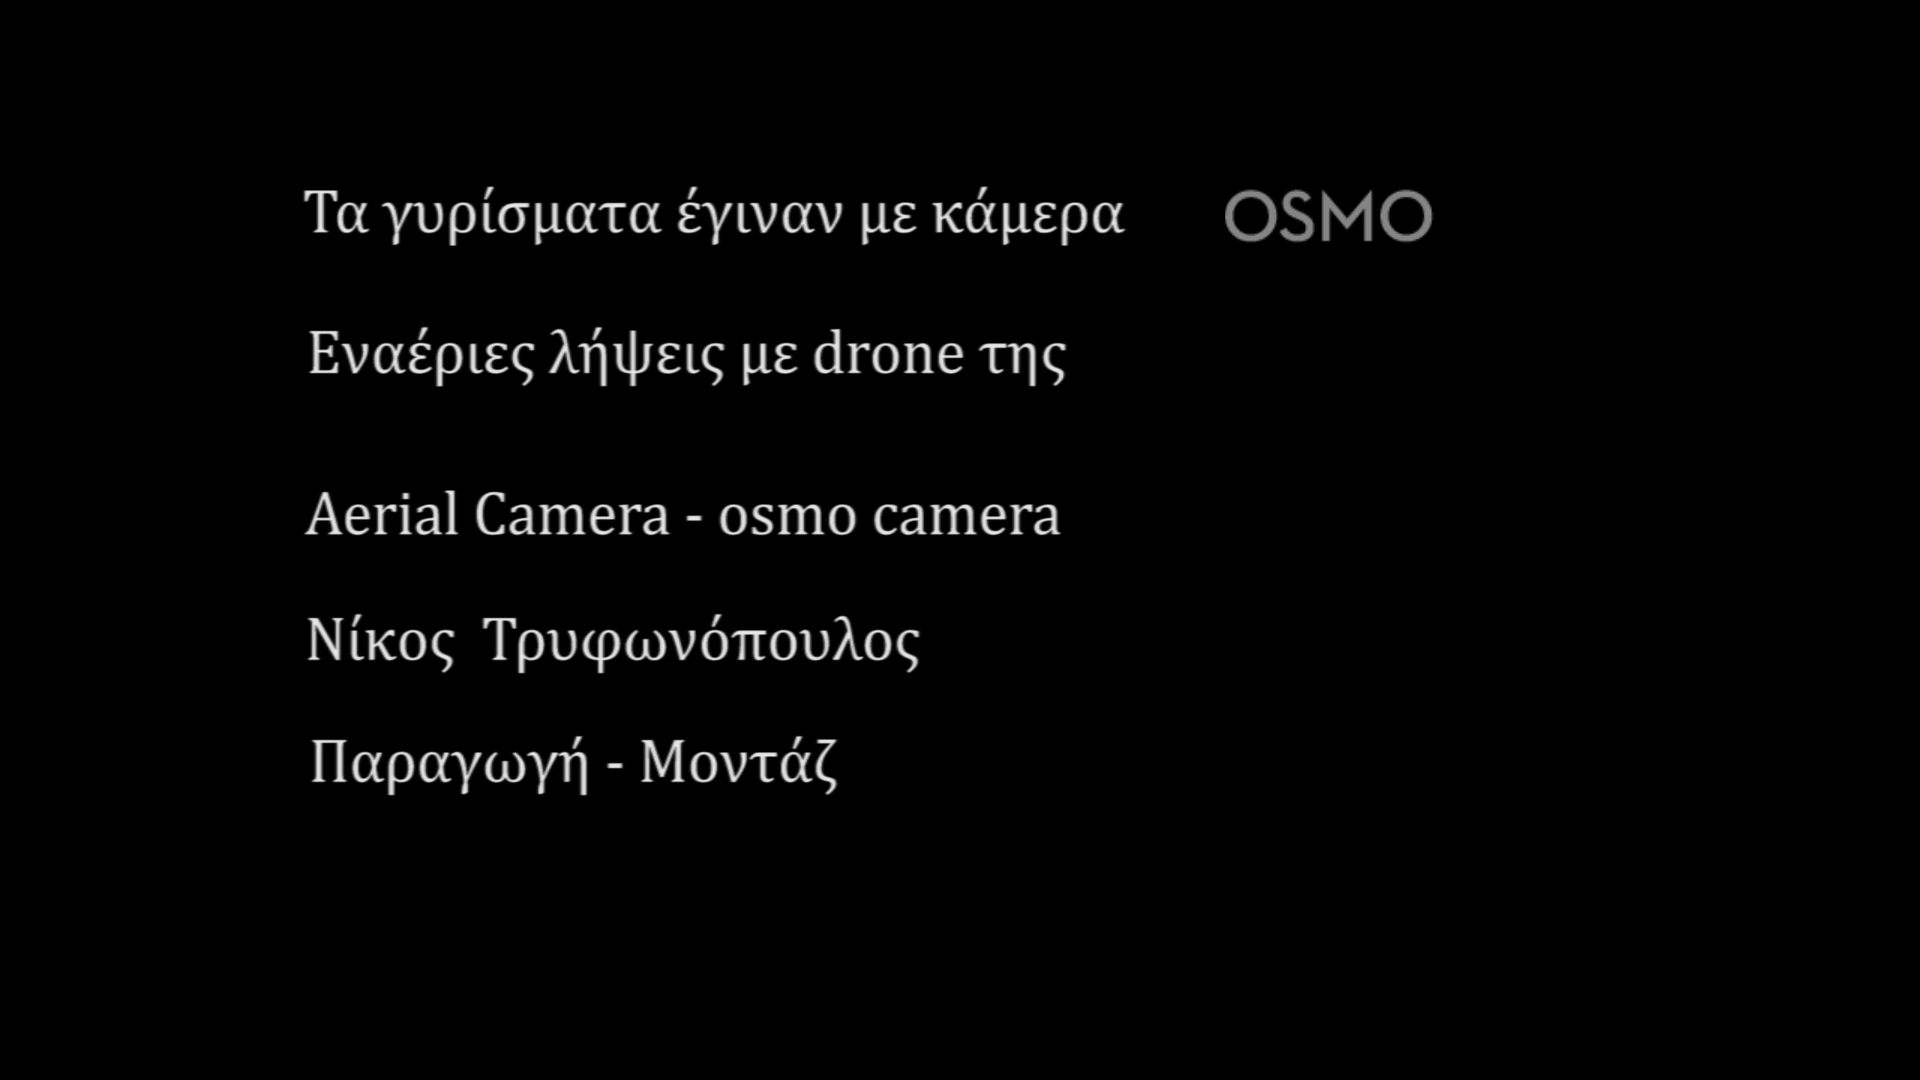 Τα γυρίσματα έγιναν με κάμερα OSMO
Εναέριες λήψεις με drone της
Aerial Camera - osmo camera
Νίκος Τρυφωνόπουλος
Παραγωγή - Μοντάζ